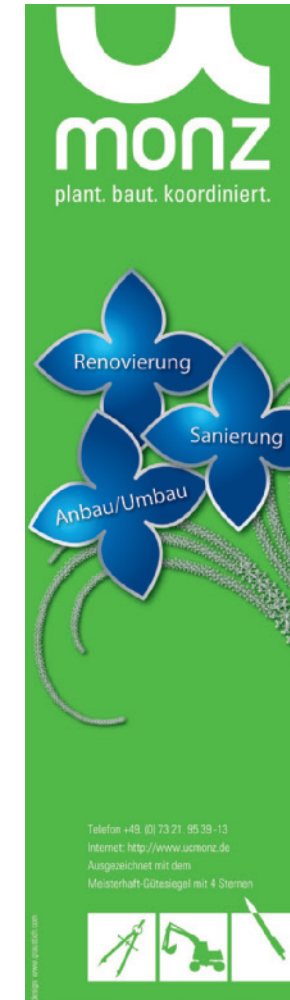 monz
plant. baut. koordiniert.
Renovierung
Sanierung
Anbau/Umbau
Telefon +49. (0) 73 21. 95 39 -13
Internet: http://www.ucmonz.de
Ausgezeichnet mit dem
Meisterhaft-Gütesiegel mit 4 Sternen